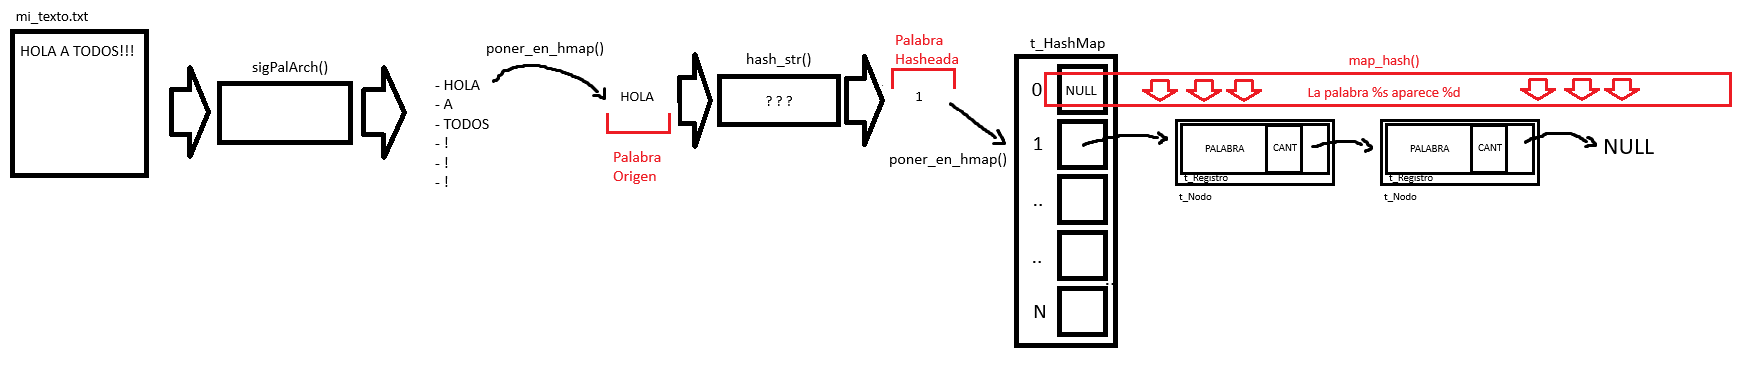 mi_texto.txt
HOLA A TODOS!!!
sigPalArch()
- HOLA
- A
- TODOS
- !
- !
- !
poner_en_hmap()
HOLA
Palabra
Origen
hash_str()
? ? ?
Palabra
Hasheada
1
poner_en_hmap()
t_HashMap
0
NULL
1
..
..
N
..
map_hash()
La palabra %s aparece %d
PALABRA
CANT
t_Registro
t_Nodo
PALABRA
CANT
t_Registro
t_Nodo
NULL